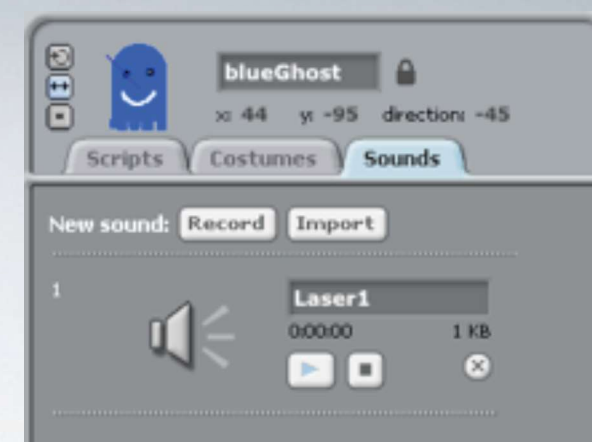 blueGhost
x: 44 y: -95 direction: -45
Scripts Costumes Sounds
New sound: Record Import
1
Laser1
0:00:00 1 KB